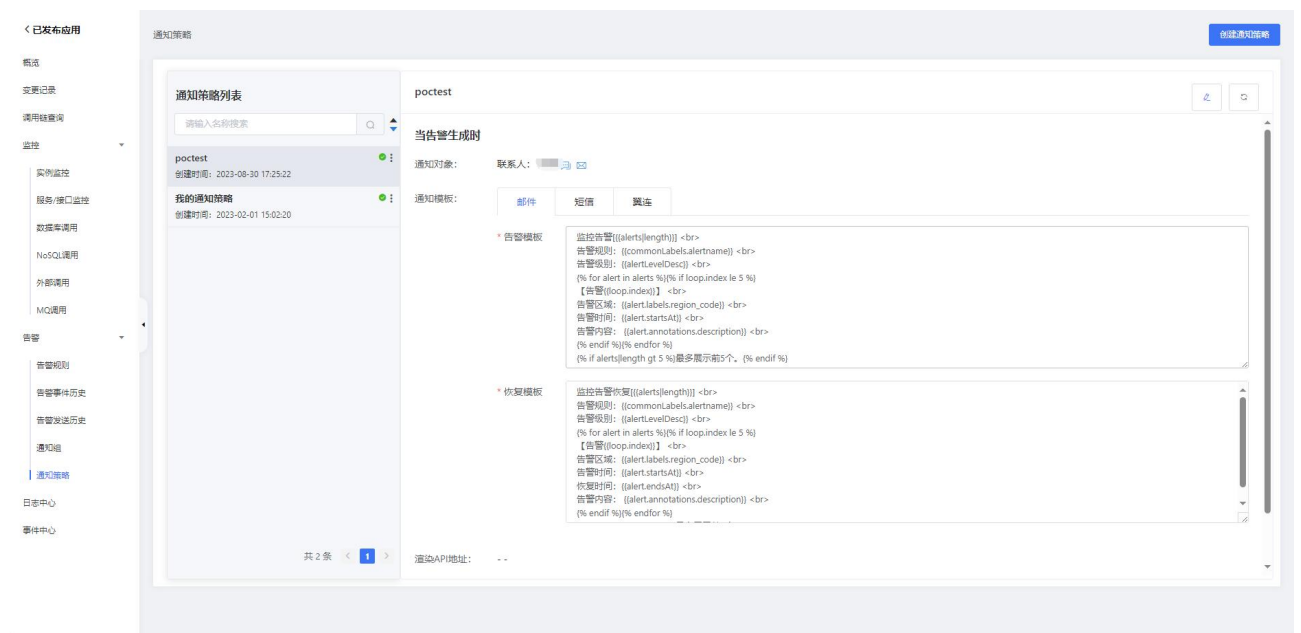 已发布应用
概览
变更记录
调用链查询
监控
实例监控
服务/接口监控
数据库调用
NoSQL调用
外部调用
MQ调用
告警
告警规则
告警事件历史
告警发送历史
通知组
通知策略
日志中心
事件中心
通知策略
创建通知策略
通知策略列表
请输入名称搜索
poctest
创建时间：2023-08-30 17:25:22
我的通知策略
创建时间：2023-02-01 15:02:20
共 2 条 < 1 >
poctest
当告警生成时
通知对象： 联系人：
通知模板： 邮件 短信 翼连
* 告警模板
监控告警[{{alerts|length}}] <br>
告警规则：{{commonLabels.alertname}} <br>
告警级别：{{alertLevelDesc}} <br>
{% for alert in alerts %}{% if loop.index le 5 %}
【告警{{loop.index}}】 <br>
告警区域：{{alert.labels.region_code}} <br>
告警时间：{{alert.startsAt}} <br>
告警内容： {{alert.annotations.description}} <br>
{% endif %}{% endfor %}
{% if alerts|length gt 5 %}最多展示前5个。{% endif %}
* 恢复模板
监控告警恢复[{{alerts|length}}] <br>
告警规则：{{commonLabels.alertname}} <br>
告警级别：{{alertLevelDesc}} <br>
{% for alert in alerts %}{% if loop.index le 5 %}
【告警{{loop.index}}】 <br>
告警区域：{{alert.labels.region_code}} <br>
告警时间：{{alert.startsAt}} <br>
恢复时间：{{alert.endsAt}} <br>
告警内容： {{alert.annotations.description}} <br>
{% endif %}{% endfor %}
渲染API地址： - -